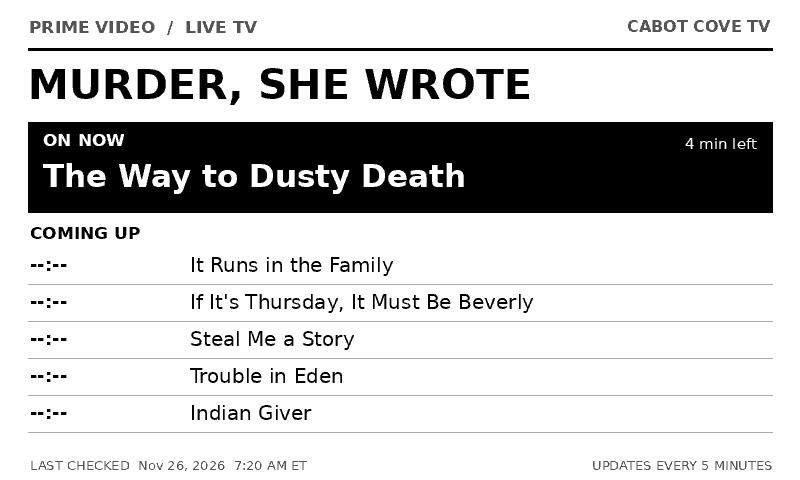 PRIME VIDEO / LIVE TV
CABOT COVE TV
MURDER, SHE WROTE
ON NOW
4 min left
The Way to Dusty Death
COMING UP
--:-- It Runs in the Family
--:-- If It's Thursday, It Must Be Beverly
--:-- Steal Me a Story
--:-- Trouble in Eden
--:-- Indian Giver
LAST CHECKED Nov 26, 2026 7:20 AM ET
UPDATES EVERY 5 MINUTES